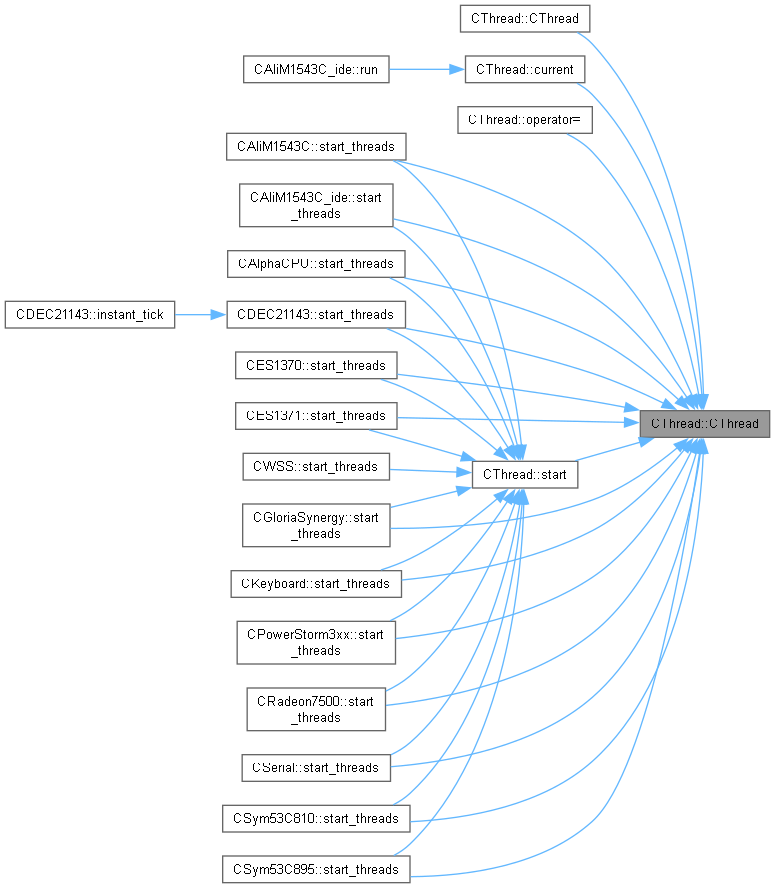 CThread::CThread
CAliM1543C_ide::run
CThread::current
CThread::operator=
CAliM1543C::start_threads
CAliM1543C_ide::start
_threads
CAlphaCPU::start_threads
CDEC21143::instant_tick
CDEC21143::start_threads
CES1370::start_threads
CES1371::start_threads
CThread::CThread
CWSS::start_threads
CThread::start
CGloriaSynergy::start
_threads
CKeyboard::start_threads
CPowerStorm3xx::start
_threads
CRadeon7500::start
_threads
CSerial::start_threads
CSym53C810::start_threads
CSym53C895::start_threads